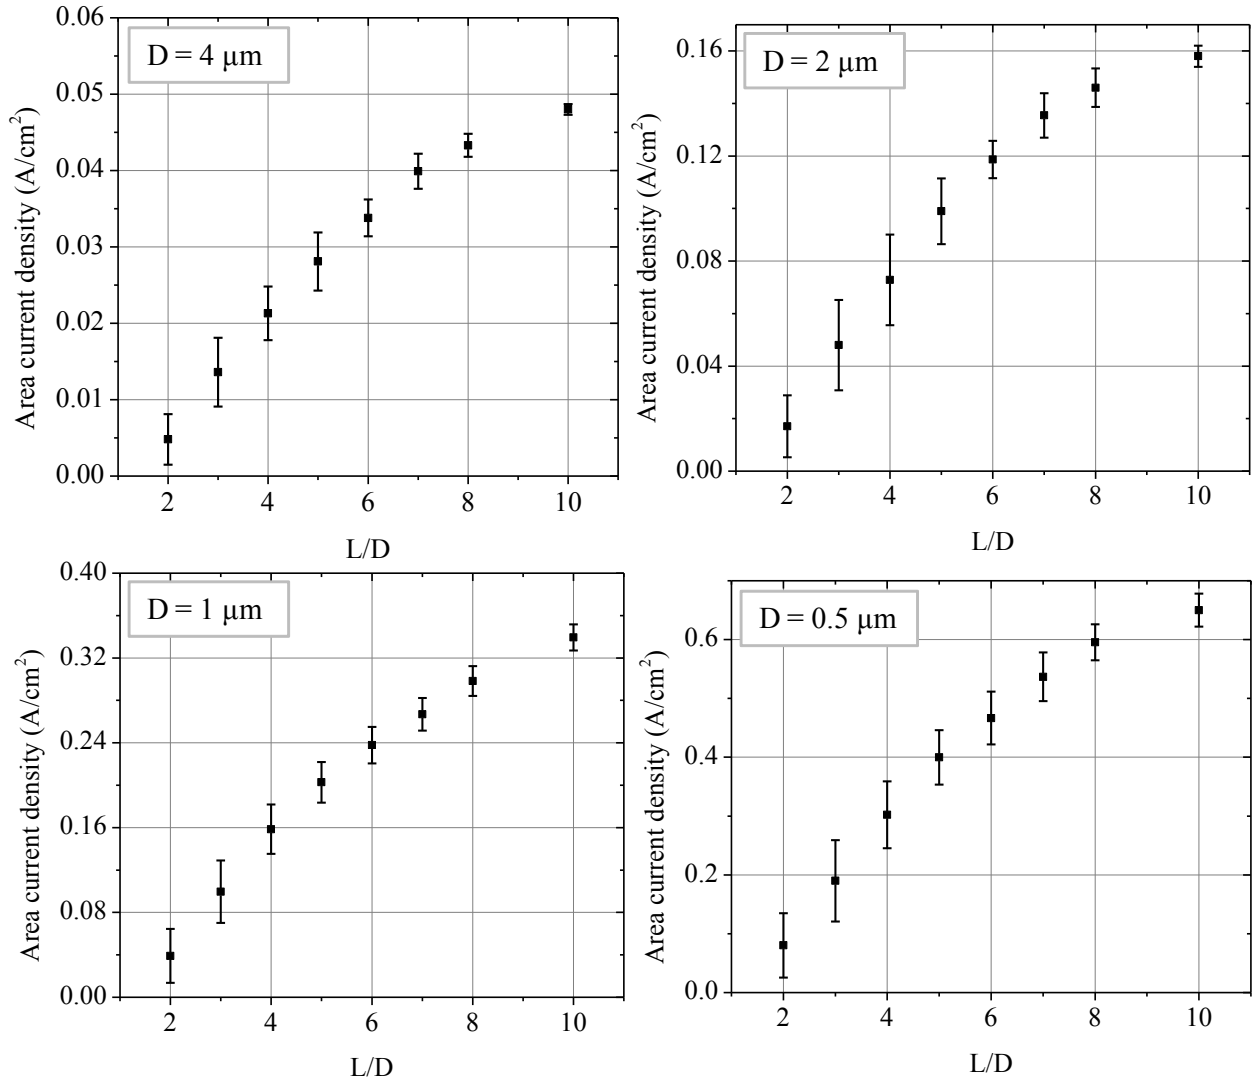 D = 4 µm
Area current density (A/cm²)
0.06
0.05
0.04
0.03
0.02
0.01
0.00
2 4 6 8 10
L/D
D = 2 µm
Area current density (A/cm²)
0.16
0.12
0.08
0.04
0.00
2 4 6 8 10
L/D
D = 1 µm
Area current density (A/cm²)
0.40
0.32
0.24
0.16
0.08
0.00
2 4 6 8 10
L/D
D = 0.5 µm
Area current density (A/cm²)
0.6
0.4
0.2
0.0
2 4 6 8 10
L/D